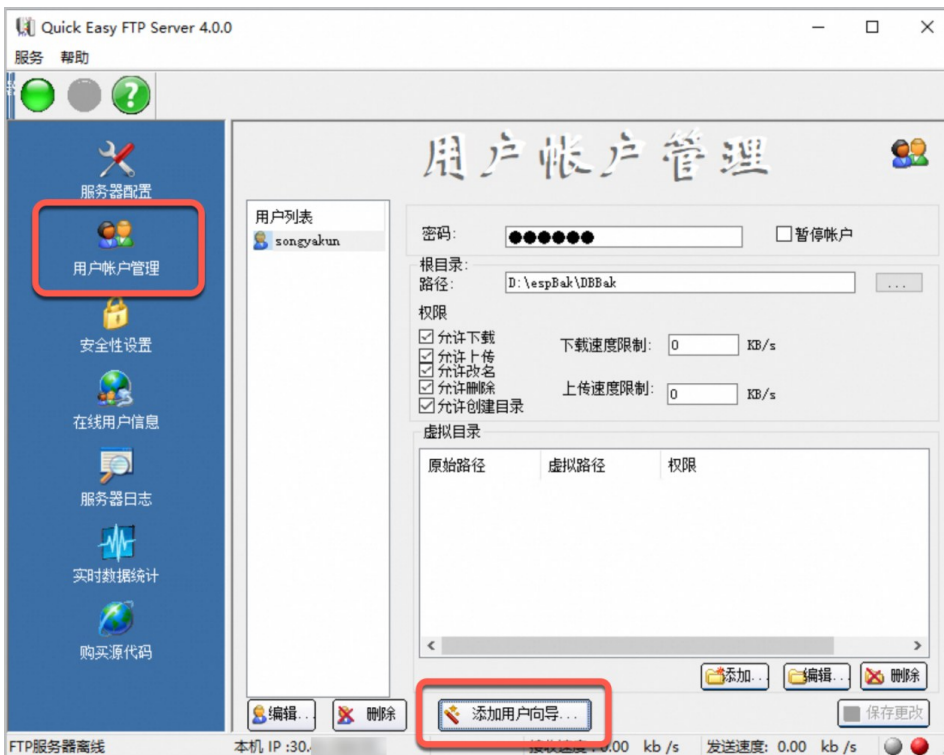 Quick Easy FTP Server 4.0.0
服务 帮助
用户帐户管理
服务器配置
用户帐户管理
安全性设置
在线用户信息
服务器日志
实时数据统计
购买源代码
用户列表
songyakun
密码: ●●●●●● 暂停帐户
根目录:
路径: D:\espBak\DBBak ...
权限
允许下载 下载速度限制: 0 KB/s
允许上传
允许改名
允许删除 上传速度限制: 0 KB/s
允许创建目录
虚拟目录
原始路径 虚拟路径 权限
添加... 编辑... 删除
编辑... 删除 添加用户向导... 保存更改
FTP服务器离线 本机 IP :30. 接收速度: 0.00 kb /s 发送速度: 0.00 kb /s